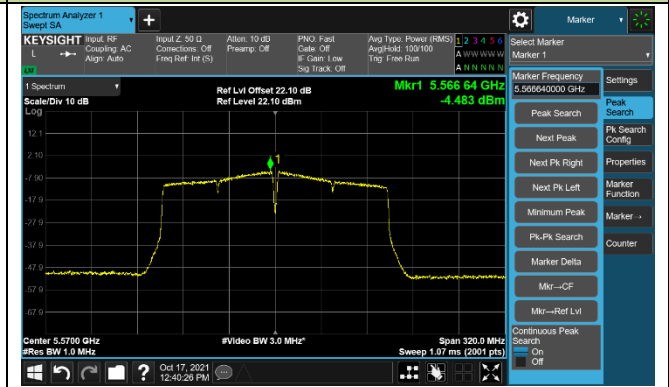 Spectrum Analyzer 1
Swept SA
Marker
KEYSIGHT
L
Input: RF
Coupling: AC
Align: Auto
Input Z: 50 Ω
Corrections: Off
Freq Ref: Int (S)
Atten: 10 dB
Preamp: Off
PNO: Fast
Gate: Off
IF Gain: Low
Sig Track: Off
Avg Type: Power (RMS)
Avg|Hold: 100/100
Trig: Free Run
1 2 3 4 5 6
A W W W W W
A N N N N N
Select Marker
Marker 1
1 Spectrum
Scale/Div 10 dB
Log
Ref Lvl Offset 22.10 dB
Ref Level 22.10 dBm
Mkr1 5.566 64 GHz
-4.483 dBm
1
12.1
2.10
-7.90
-17.9
-27.9
-37.9
-47.9
-57.9
-67.9
Center 5.5700 GHz
#Res BW 1.0 MHz
#Video BW 3.0 MHz*
Span 320.0 MHz
Sweep 1.07 ms (2001 pts)
Marker Frequency
5.566640000 GHz
Peak Search
Next Peak
Next Pk Right
Next Pk Left
Minimum Peak
Pk-Pk Search
Marker Delta
Mkr→CF
Mkr→Ref Lvl
Continuous Peak
Search
On
Off
Settings
Peak
Search
Pk Search
Config
Properties
Marker
Function
Marker→
Counter
Oct 17, 2021
12:40:26 PM